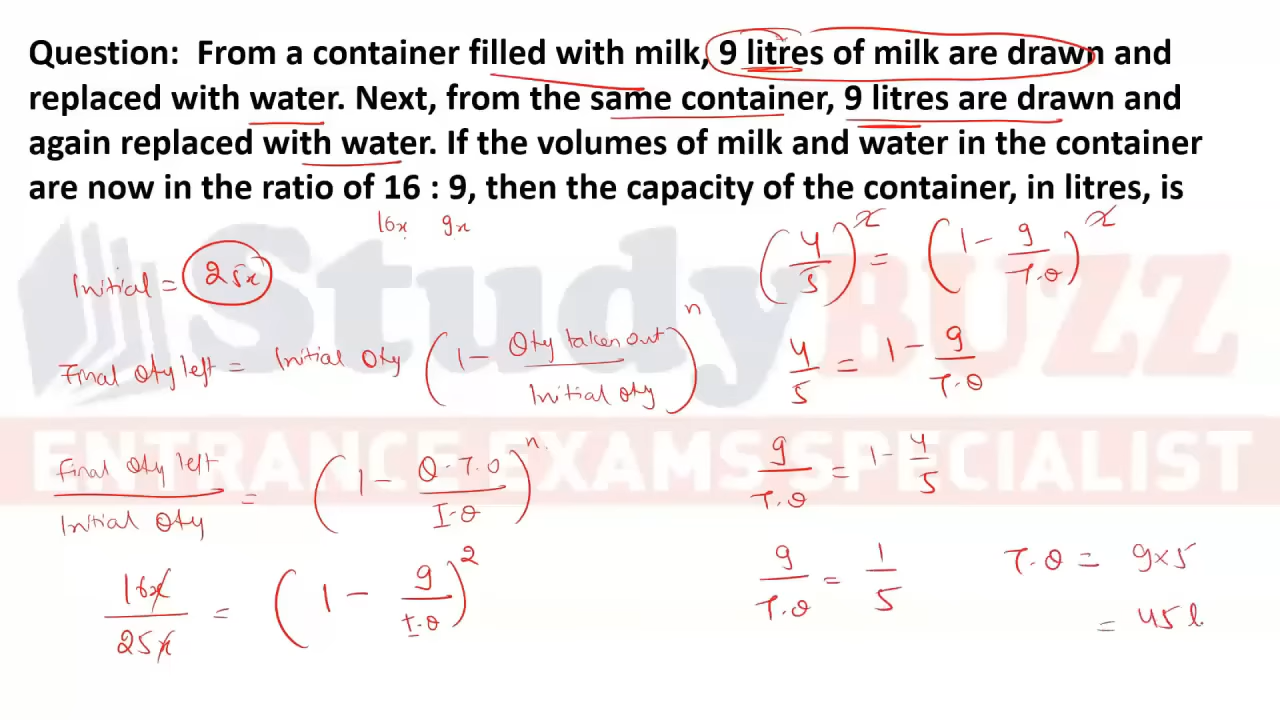 Question: From a container filled with milk, 9 litres of milk are drawn and
replaced with water. Next, from the same container, 9 litres are drawn and
again replaced with water. If the volumes of milk and water in the container
are now in the ratio of 16 : 9, then the capacity of the container, in litres, is
16x 9x
Initial = 25x
Final Qty left = Initial Qty (1 - Qty taken out / Initial Qty)^n
Final Qty left / Initial Qty = (1 - Q.T.O / I.Q)^n
16x / 25x = (1 - 9 / I.Q)^2
(4/5)^2 = (1 - 9 / T.Q)^2
4/5 = 1 - 9 / T.Q
9 / T.Q = 1 - 4/5
9 / T.Q = 1/5
T.Q = 9x5
= 45 l
StudyBUZZ
ENTRANCE EXAMS SPECIALIST